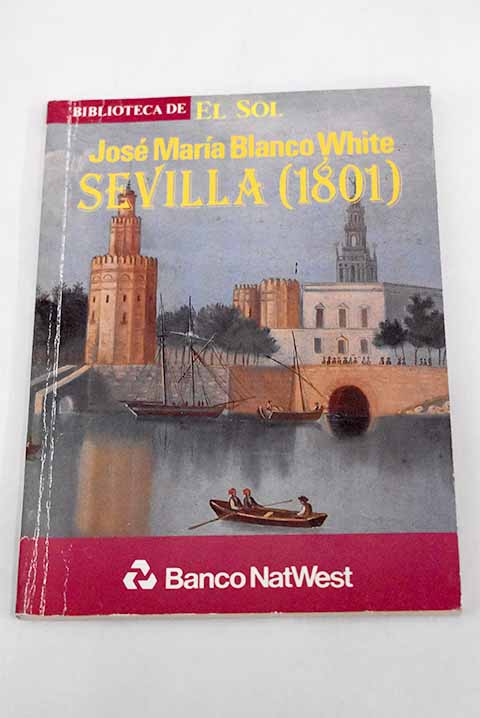 BIBLIOTECA DE EL SOL
José María Blanco White
SEVILLA (1801)
Banco NatWest